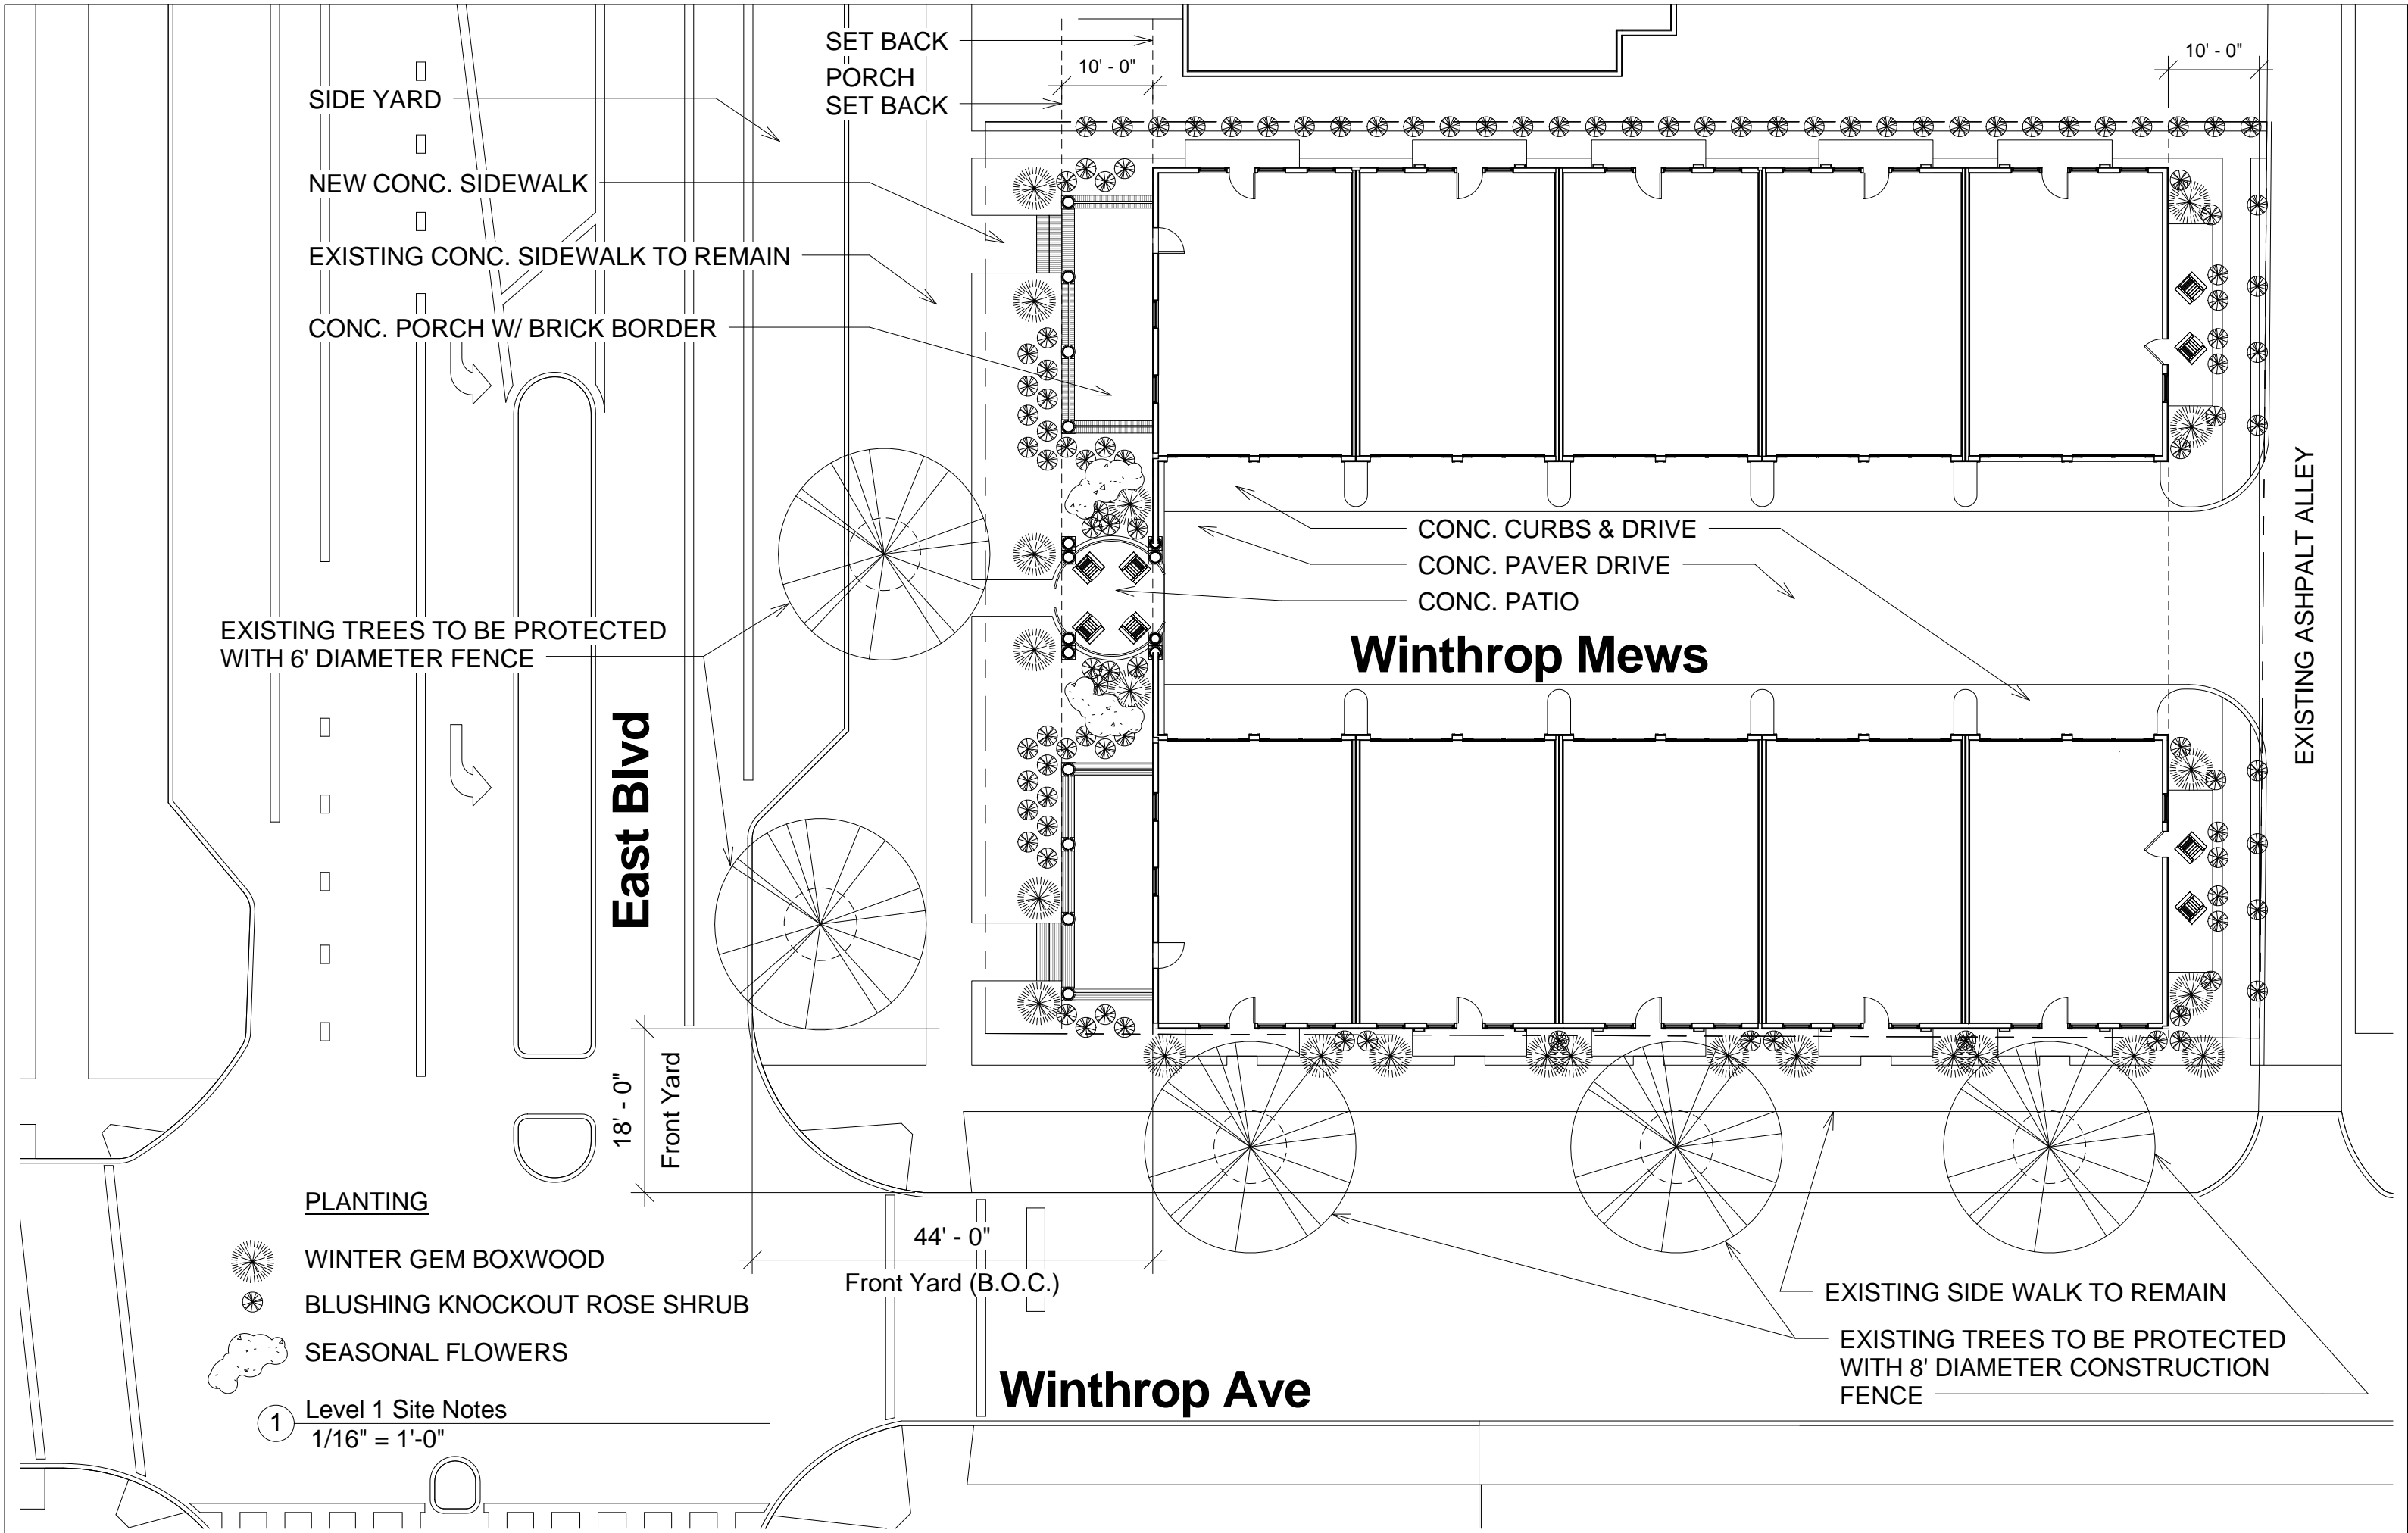 SET BACK
PORCH
SET BACK
10' - 0"
10' - 0"
SIDE YARD
NEW CONC. SIDEWALK
EXISTING CONC. SIDEWALK TO REMAIN
CONC. PORCH W/ BRICK BORDER
EXISTING TREES TO BE PROTECTED
WITH 6' DIAMETER FENCE
East Blvd
CONC. CURBS & DRIVE
CONC. PAVER DRIVE
CONC. PATIO
Winthrop Mews
EXISTING ASHPALT ALLEY
18' - 0"
Front Yard
44' - 0"
Front Yard (B.O.C.)
PLANTING
WINTER GEM BOXWOOD
BLUSHING KNOCKOUT ROSE SHRUB
SEASONAL FLOWERS
1
Level 1 Site Notes
1/16" = 1'-0"
Winthrop Ave
EXISTING SIDE WALK TO REMAIN
EXISTING TREES TO BE PROTECTED
WITH 8' DIAMETER CONSTRUCTION
FENCE